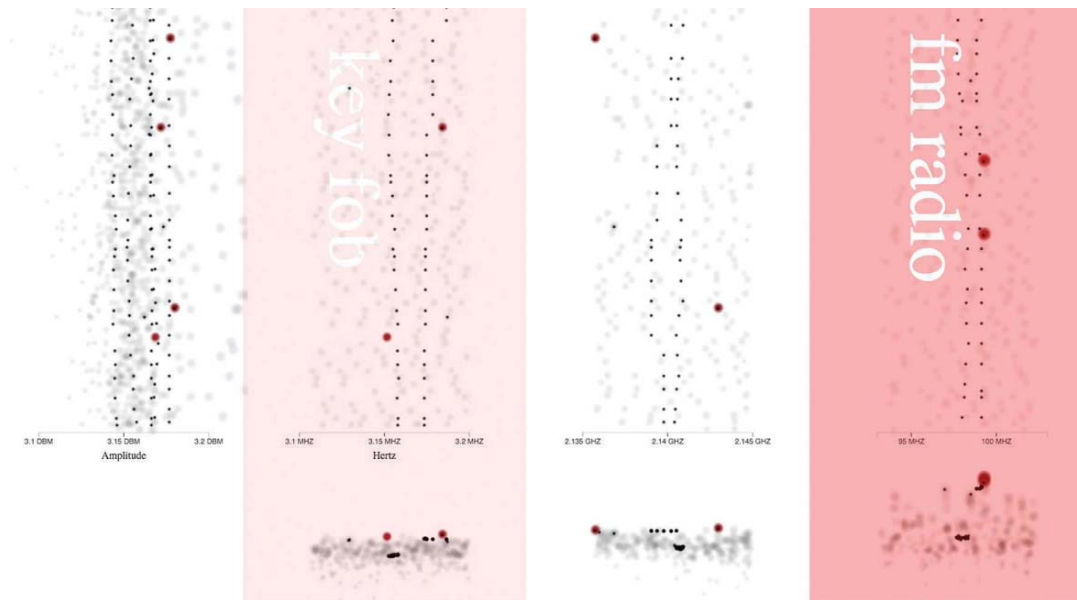 key fob
fm radio
3.1 DBM 3.15 DBM 3.2 DBM
Amplitude
3.1 MHZ 3.15 MHZ 3.2 MHZ
Hertz
2.135 GHZ 2.14 GHZ 2.145 GHZ
95 MHZ 100 MHZ